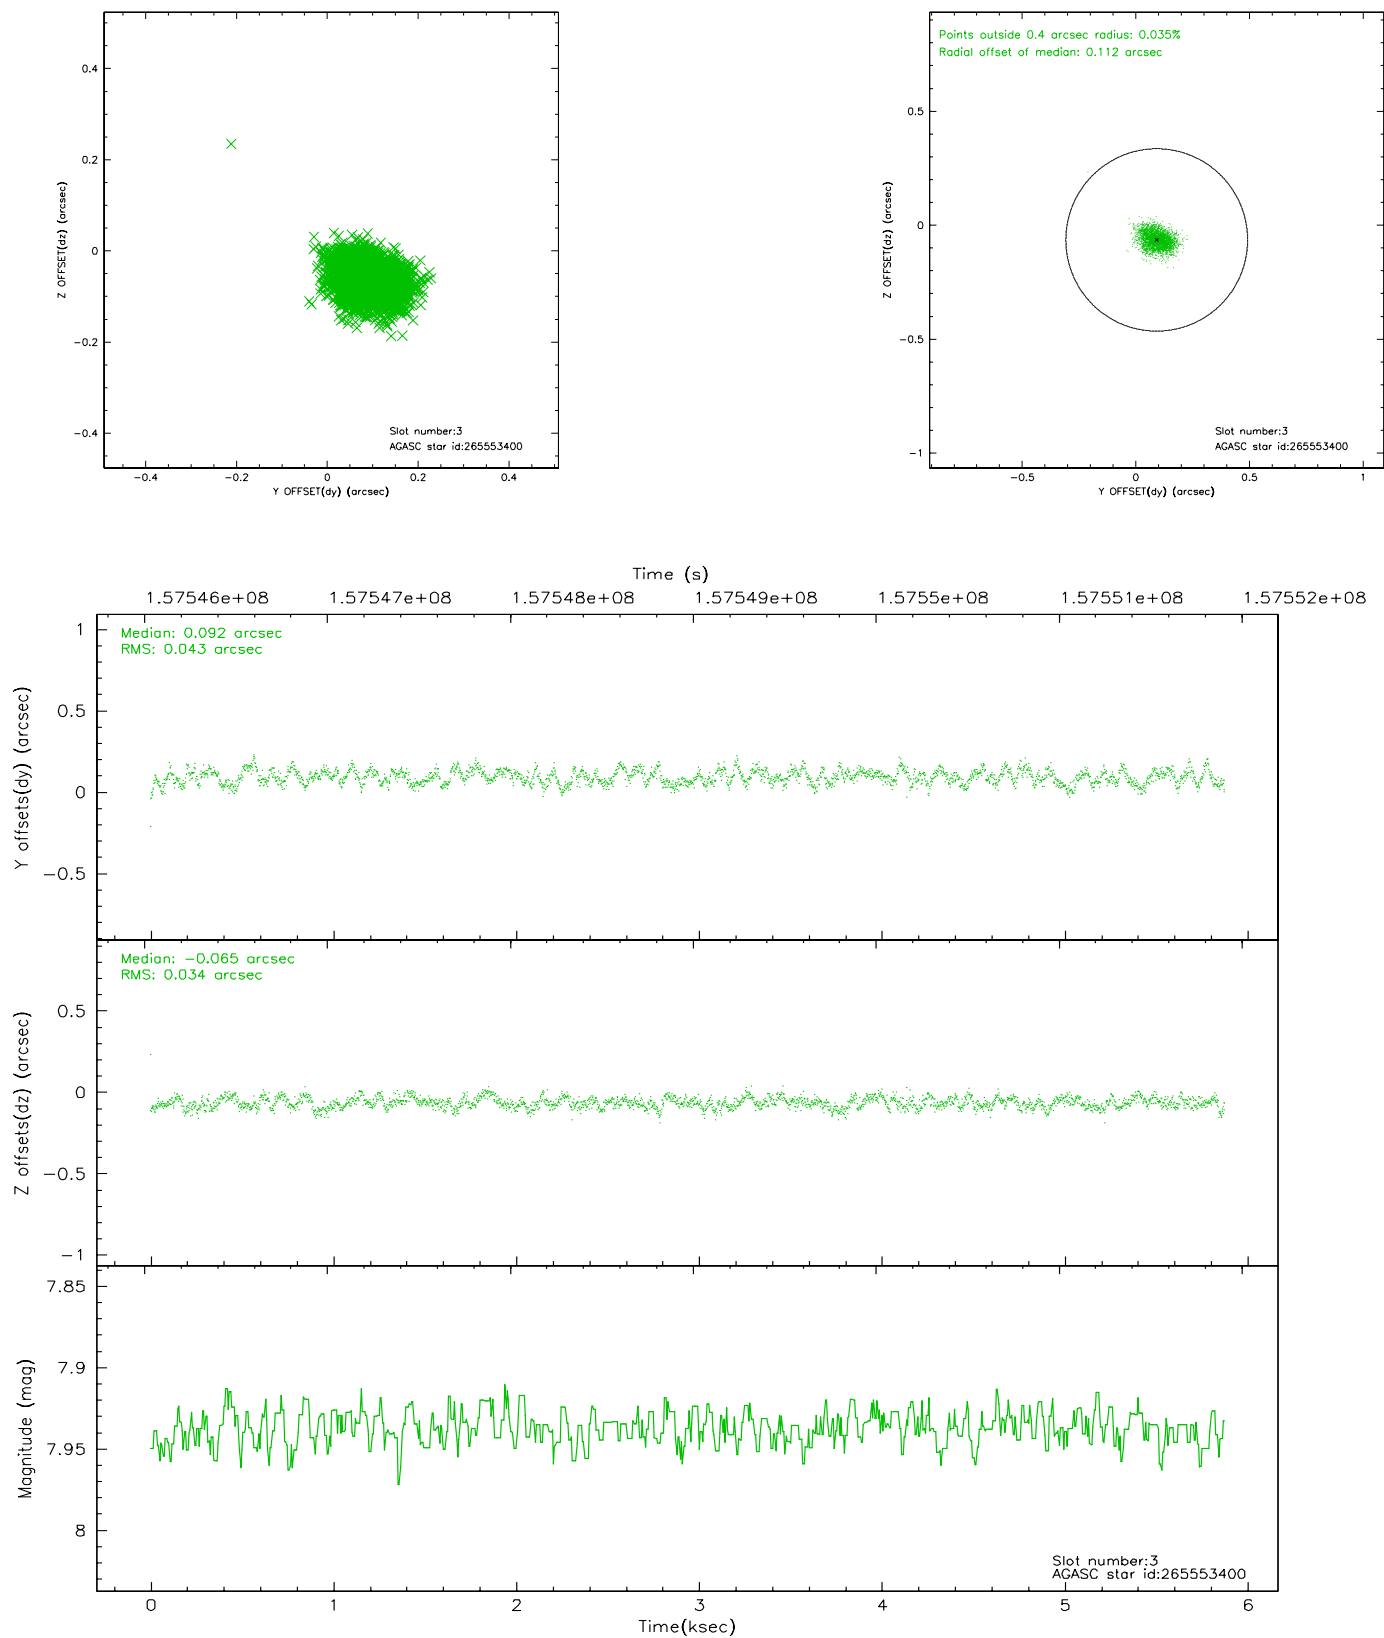 0.4
0.2
0
−0.2
−0.4
−0.4
−0.2
0
0.2
0.4
Z OFFSET(dz) (arcsec)
Y OFFSET(dy) (arcsec)
Slot number:3
AGASC star id:265553400
Points outside 0.4 arcsec radius: 0.035%
Radial offset of median: 0.112 arcsec
0.5
0
−0.5
−1
−0.5
0
0.5
1
Z OFFSET(dz) (arcsec)
Y OFFSET(dy) (arcsec)
Slot number:3
AGASC star id:265553400
Time (s)
1.57546e+08 1.57547e+08 1.57548e+08 1.57549e+08 1.5755e+08 1.57551e+08 1.57552e+08
Median: 0.092 arcsec
RMS: 0.043 arcsec
1
0.5
0
−0.5
Y offsets(dy) (arcsec)
Median: −0.065 arcsec
RMS: 0.034 arcsec
0.5
0
−0.5
−1
Z offsets(dz) (arcsec)
7.85
7.9
7.95
8
Magnitude (mag)
Slot number:3
AGASC star id:265553400
0 1 2 3 4 5 6
Time(ksec)